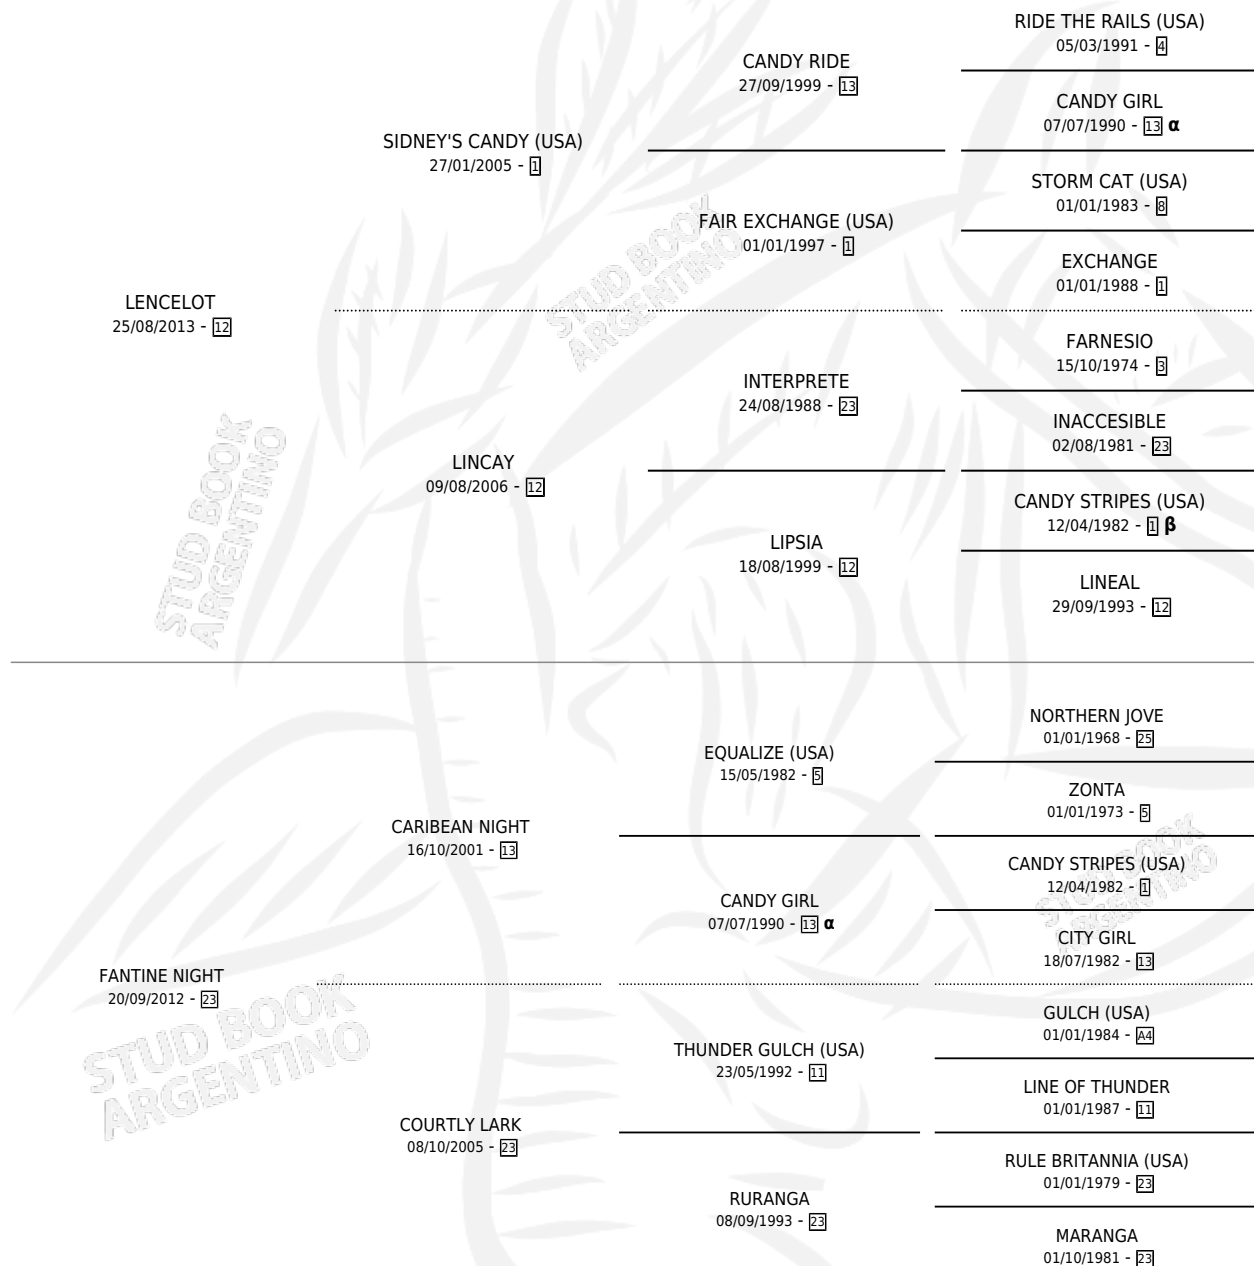 RIDE THE RAILS (USA)
05/03/1991 - 4
CANDY RIDE
27/09/1999 - 13
CANDY GIRL
07/07/1990 - 13 α
SIDNEY'S CANDY (USA)
27/01/2005 - 1
STORM CAT (USA)
01/01/1983 - 8
FAIR EXCHANGE (USA)
01/01/1997 - 1
EXCHANGE
01/01/1988 - 1
LENCELOT
25/08/2013 - 12
FARNESIO
15/10/1974 - 3
INTERPRETE
24/08/1988 - 23
INACCESIBLE
02/08/1981 - 23
LINCAY
09/08/2006 - 12
CANDY STRIPES (USA)
12/04/1982 - 1 β
LIPSIA
18/08/1999 - 12
LINEAL
29/09/1993 - 12
NORTHERN JOVE
01/01/1968 - 25
EQUALIZE (USA)
15/05/1982 - 5
ZONTA
01/01/1973 - 5
CARIBEAN NIGHT
16/10/2001 - 13
CANDY STRIPES (USA)
12/04/1982 - 1
CANDY GIRL
07/07/1990 - 13 α
CITY GIRL
18/07/1982 - 13
FANTINE NIGHT
20/09/2012 - 23
GULCH (USA)
01/01/1984 - A4
THUNDER GULCH (USA)
23/05/1992 - 11
LINE OF THUNDER
01/01/1987 - 11
COURTLY LARK
08/10/2005 - 23
RULE BRITANNIA (USA)
01/01/1979 - 23
RURANGA
08/09/1993 - 23
MARANGA
01/10/1981 - 23
STUD BOOK
ARGENTINO
STUD BOOK
ARGENTINO
STUD BOOK
ARGENTINO
STUD BOOK
ARGENTINO